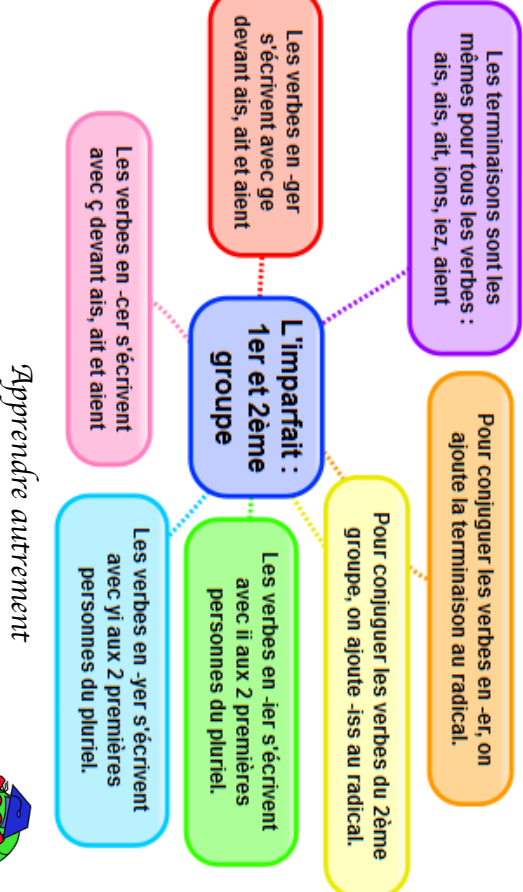 L'imparfait :
1er et 2ème
groupe
Les terminaisons sont les
mêmes pour tous les verbes :
ais, ais, ait, ions, iez, aient
Pour conjuguer les verbes en -er, on
ajoute la terminaison au radical.
Pour conjuguer les verbes du 2ème
groupe, on ajoute -iss au radical.
Les verbes en -ier s'écrivent
avec ii aux 2 premières
personnes du pluriel.
Les verbes en -yer s'écrivent
avec yi aux 2 premières
personnes du pluriel.
Les verbes en -cer s'écrivent
avec ç devant ais, ait et aient
Les verbes en -ger
s'écrivent avec ge
devant ais, ait et aient
Apprendre autrement